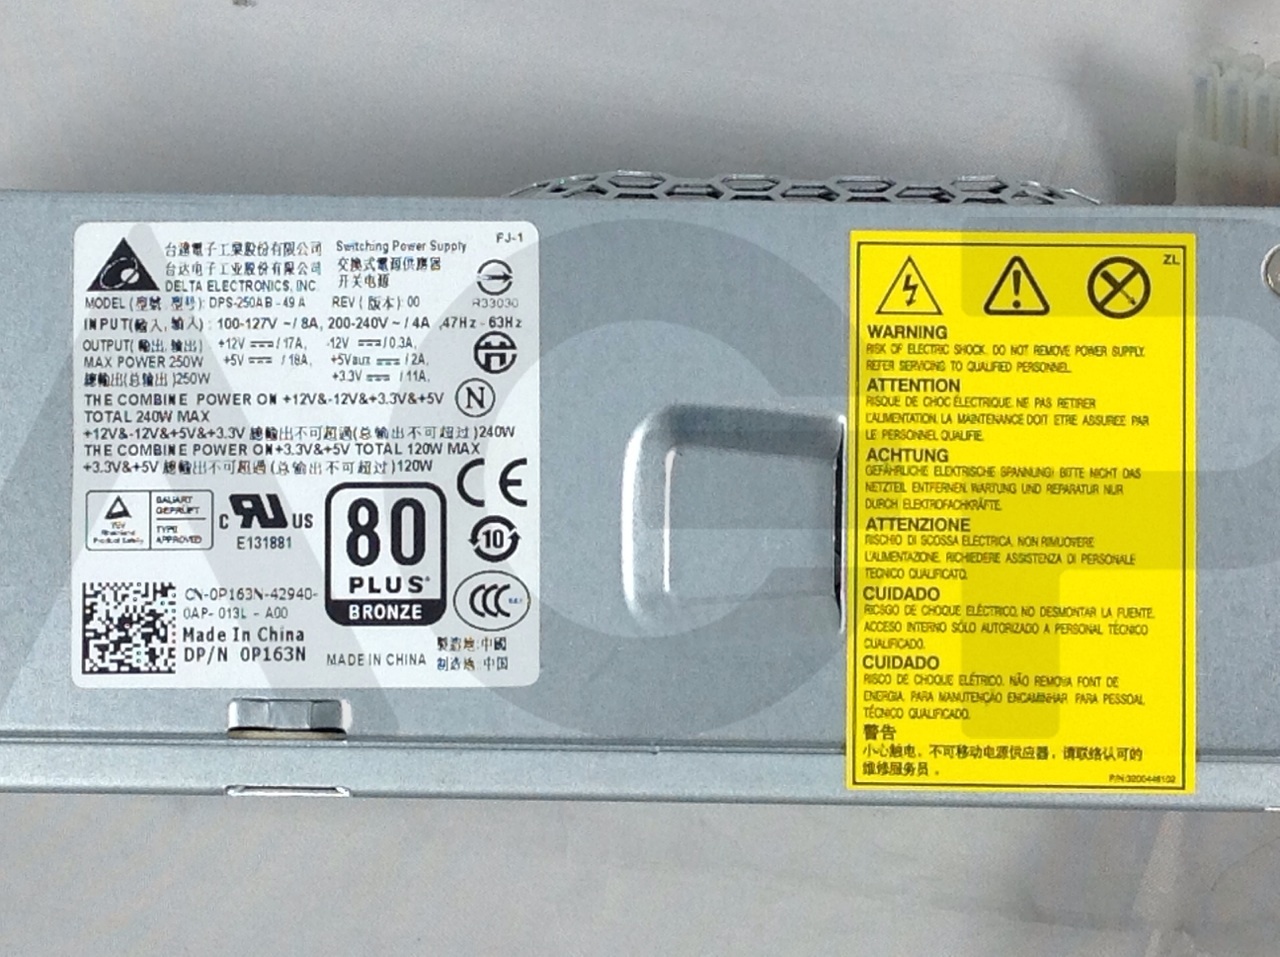 台達電子工業股份有限公司
台达电子工业股份有限公司
DELTA ELECTRONICS, INC.
Switching Power Supply
交換式電源供應器
开关电源
FJ-1
R33030
MODEL (型號, 型号): DPS-250AB-49 A REV (版本): 00
INPUT(輸入, 输入) : 100-127V ~/ 8A, 200-240V ~ / 4A ,47Hz - 63Hz
OUTPUT( 輸出, 输出) +12V ⎓ / 17A, -12V ⎓ / 0.3A,
MAX POWER 250W +5V ⎓ / 18A, +5Vaux ⎓ / 2A,
總輸出(总输出 )250W +3.3V ⎓ / 11A,
THE COMBINE POWER ON +12V&-12V&+3.3V&+5V
TOTAL 240W MAX
+12V&-12V&+5V&+3.3V 總輸出不可超過(总输出不可超过)240W
THE COMBINE POWER ON+3.3V&+5V TOTAL 120W MAX
+3.3V&+5V 總輸出不可超過 (总输出不可超过)120W
N
TÜV
Rheinland
Product Safety
BAUART
GEPRÜFT
TYPE
APPROVED
C RU US
E131881
80
PLUS®
BRONZE
CE
10
CCC
CN-0P163N-42940-
0AP- 013L - A00
Made In China
DP/N 0P163N
MADE IN CHINA
製造地:中國
制造地:中国
ZL
WARNING
RISK OF ELECTRIC SHOCK. DO NOT REMOVE POWER SUPPLY.
REFER SERVICING TO QUALIFIED PERSONNEL.
ATTENTION
RISQUE DE CHOC ÉLECTRIQUE. NE PAS RETIRER
L'ALIMENTATION. LA MAINTENANCE DOIT ETRE ASSUREE PAR
LE PERSONNEL QUALIFIE.
ACHTUNG
GEFÄHRLICHE ELEKTRISCHE SPANNUNG! BITTE NICHT DAS
NETZTEIL ENTFERNEN. WARTUNG UND REPARATUR NUR
DURCH ELEKTROFACHKRÄFTE.
ATTENZIONE
RISCHIO DI SCOSSA ELECTRICA, NON RIMUOVERE
L'ALIMENTAZIONE. RICHIEDERE ASSISTENZA DI PERSONALE
TECNICO QUALIFICATO.
CUIDADO
RICSGO DE CHOQUE ELÉCTRICO, NO DESMONTAR LA FUENTE.
ACCESO INTERNO SÓLO AUTORIZADO A PERSONAL TÉCNICO
CUALIFICADO.
CUIDADO
RISCO DE CHOQUE ELÉTRICO. NÃO REMOVA FONT DE
ENERGIA. PARA MANUTENÇÃO ENCAMINHAR PARA PESSOAL
TÉCNICO QUALIFICADO.
警告
小心触电，不可移动电源供应器，请联络认可的
维修服务员。
P/N:3200446102